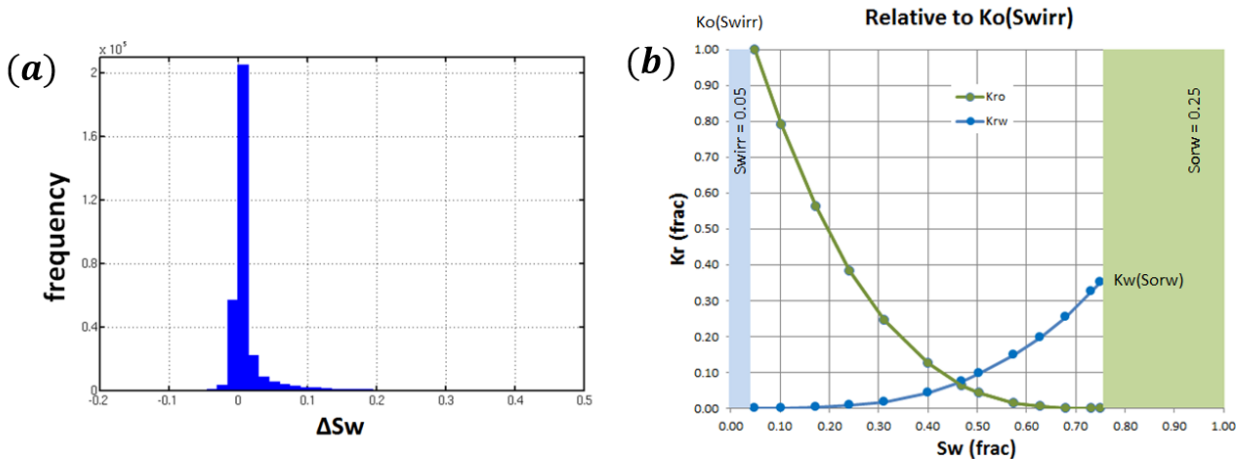 (a)
× 10⁵
2
1.6
1.2
0.8
0.4
0
-0.2 -0.1 0 0.1 0.2 0.3 0.4 0.5
frequency
ΔSw
(b)
Relative to Ko(Swirr)
Ko(Swirr)
1.00
0.90
0.80
0.70
0.60
0.50
0.40
0.30
0.20
0.10
0.00
0.00 0.10 0.20 0.30 0.40 0.50 0.60 0.70 0.80 0.90 1.00
Kr (frac)
Sw (frac)
Swirr = 0.05
Kro
Krw
Sorw = 0.25
Kw(Sorw)